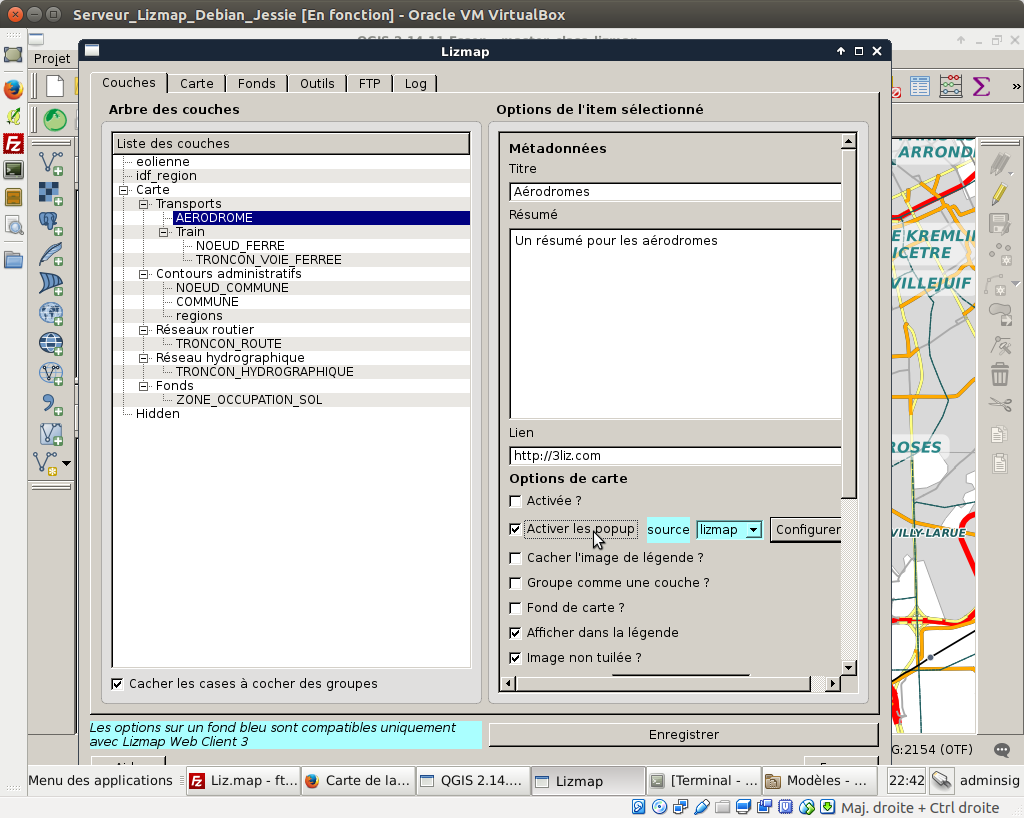 Serveur_Lizmap_Debian_Jessie [En fonction] - Oracle VM VirtualBox
Projet
Lizmap
Couches
Carte
Fonds
Outils
FTP
Log
Arbre des couches
Liste des couches
eolienne
idf_region
Carte
Transports
AERODROME
Train
NOEUD_FERRE
TRONCON_VOIE_FERREE
Contours administratifs
NOEUD_COMMUNE
COMMUNE
regions
Réseaux routier
TRONCON_ROUTE
Réseau hydrographique
TRONCON_HYDROGRAPHIQUE
Fonds
ZONE_OCCUPATION_SOL
Hidden
Cacher les cases à cocher des groupes
Les options sur un fond bleu sont compatibles uniquement
avec Lizmap Web Client 3
Options de l'item sélectionné
Métadonnées
Titre
Aérodromes
Résumé
Un résumé pour les aérodromes
Lien
http://3liz.com
Options de carte
Activée ?
Activer les popup source lizmap Configurer
Cacher l'image de légende ?
Groupe comme une couche ?
Fond de carte ?
Afficher dans la légende
Image non tuilée ?
Enregistrer
ARROND
E KREMLIN
ICETRE
VILLEJUIF
ROSES
VILLY-LARUE
G:2154 (OTF)
Menu des applications
Liz.map - ft...
Carte de la...
QGIS 2.14....
Lizmap
[Terminal - ...
Modèles - ...
22:42
adminsig
Maj. droite + Ctrl droite